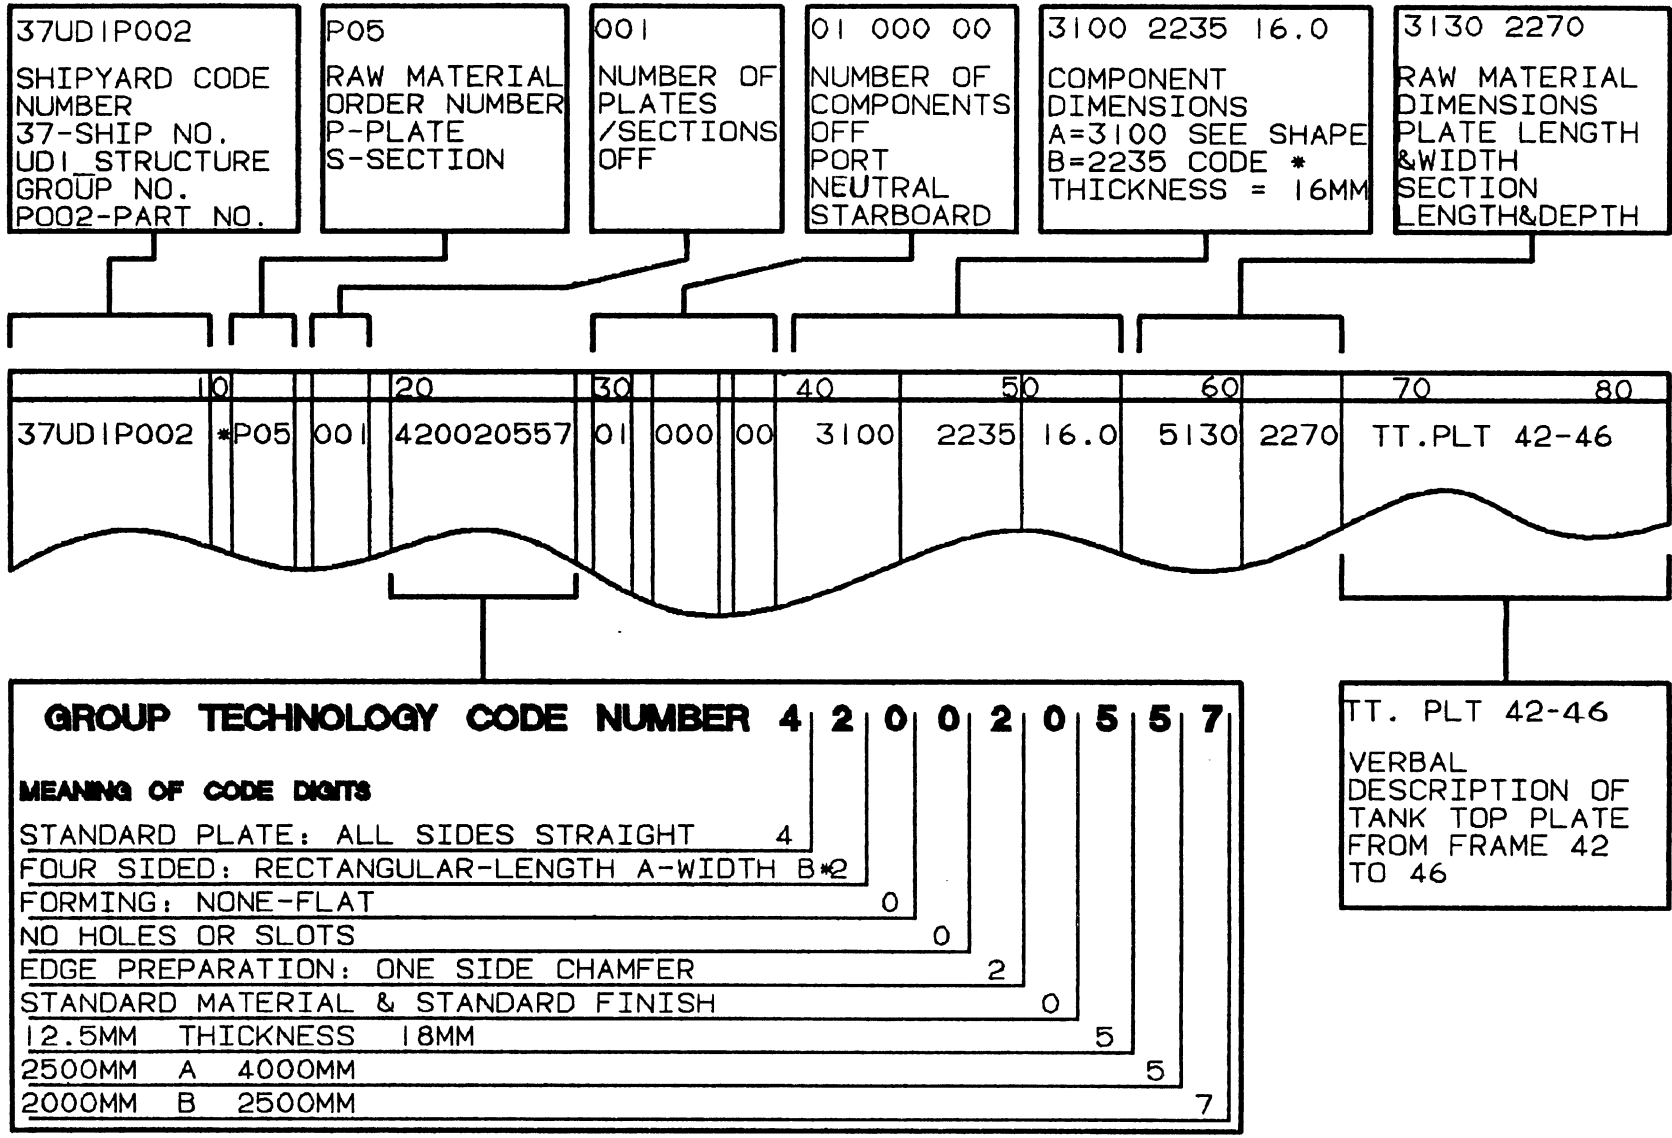 37UD1P002
SHIPYARD CODE
NUMBER
37-SHIP NO.
UD1_STRUCTURE
GROUP NO.
P002-PART NO.
P05
RAW MATERIAL
ORDER NUMBER
P-PLATE
S-SECTION
001
NUMBER OF
PLATES
/SECTIONS
OFF
01 000 00
NUMBER OF
COMPONENTS
OFF
PORT
NEUTRAL
STARBOARD
3100 2235 16.0
COMPONENT
DIMENSIONS
A=3100 SEE SHAPE
B=2235 CODE *
THICKNESS = 16MM
3130 2270
RAW MATERIAL
DIMENSIONS
PLATE LENGTH
&WIDTH
SECTION
LENGTH&DEPTH
10 20 30 40 50 60 70 80
37UD1P002 *P05 001 420020557 01 000 00 3100 2235 16.0 5130 2270 TT.PLT 42-46
GROUP TECHNOLOGY CODE NUMBER 4 2 0 0 2 0 5 5 7
MEANING OF CODE DIGITS
STANDARD PLATE: ALL SIDES STRAIGHT 4
FOUR SIDED: RECTANGULAR-LENGTH A-WIDTH B*2
FORMING: NONE-FLAT 0
NO HOLES OR SLOTS 0
EDGE PREPARATION: ONE SIDE CHAMFER 2
STANDARD MATERIAL & STANDARD FINISH 0
12.5MM THICKNESS 18MM 5
2500MM A 4000MM 5
2000MM B 2500MM 7
TT. PLT 42-46
VERBAL
DESCRIPTION OF
TANK TOP PLATE
FROM FRAME 42
TO 46